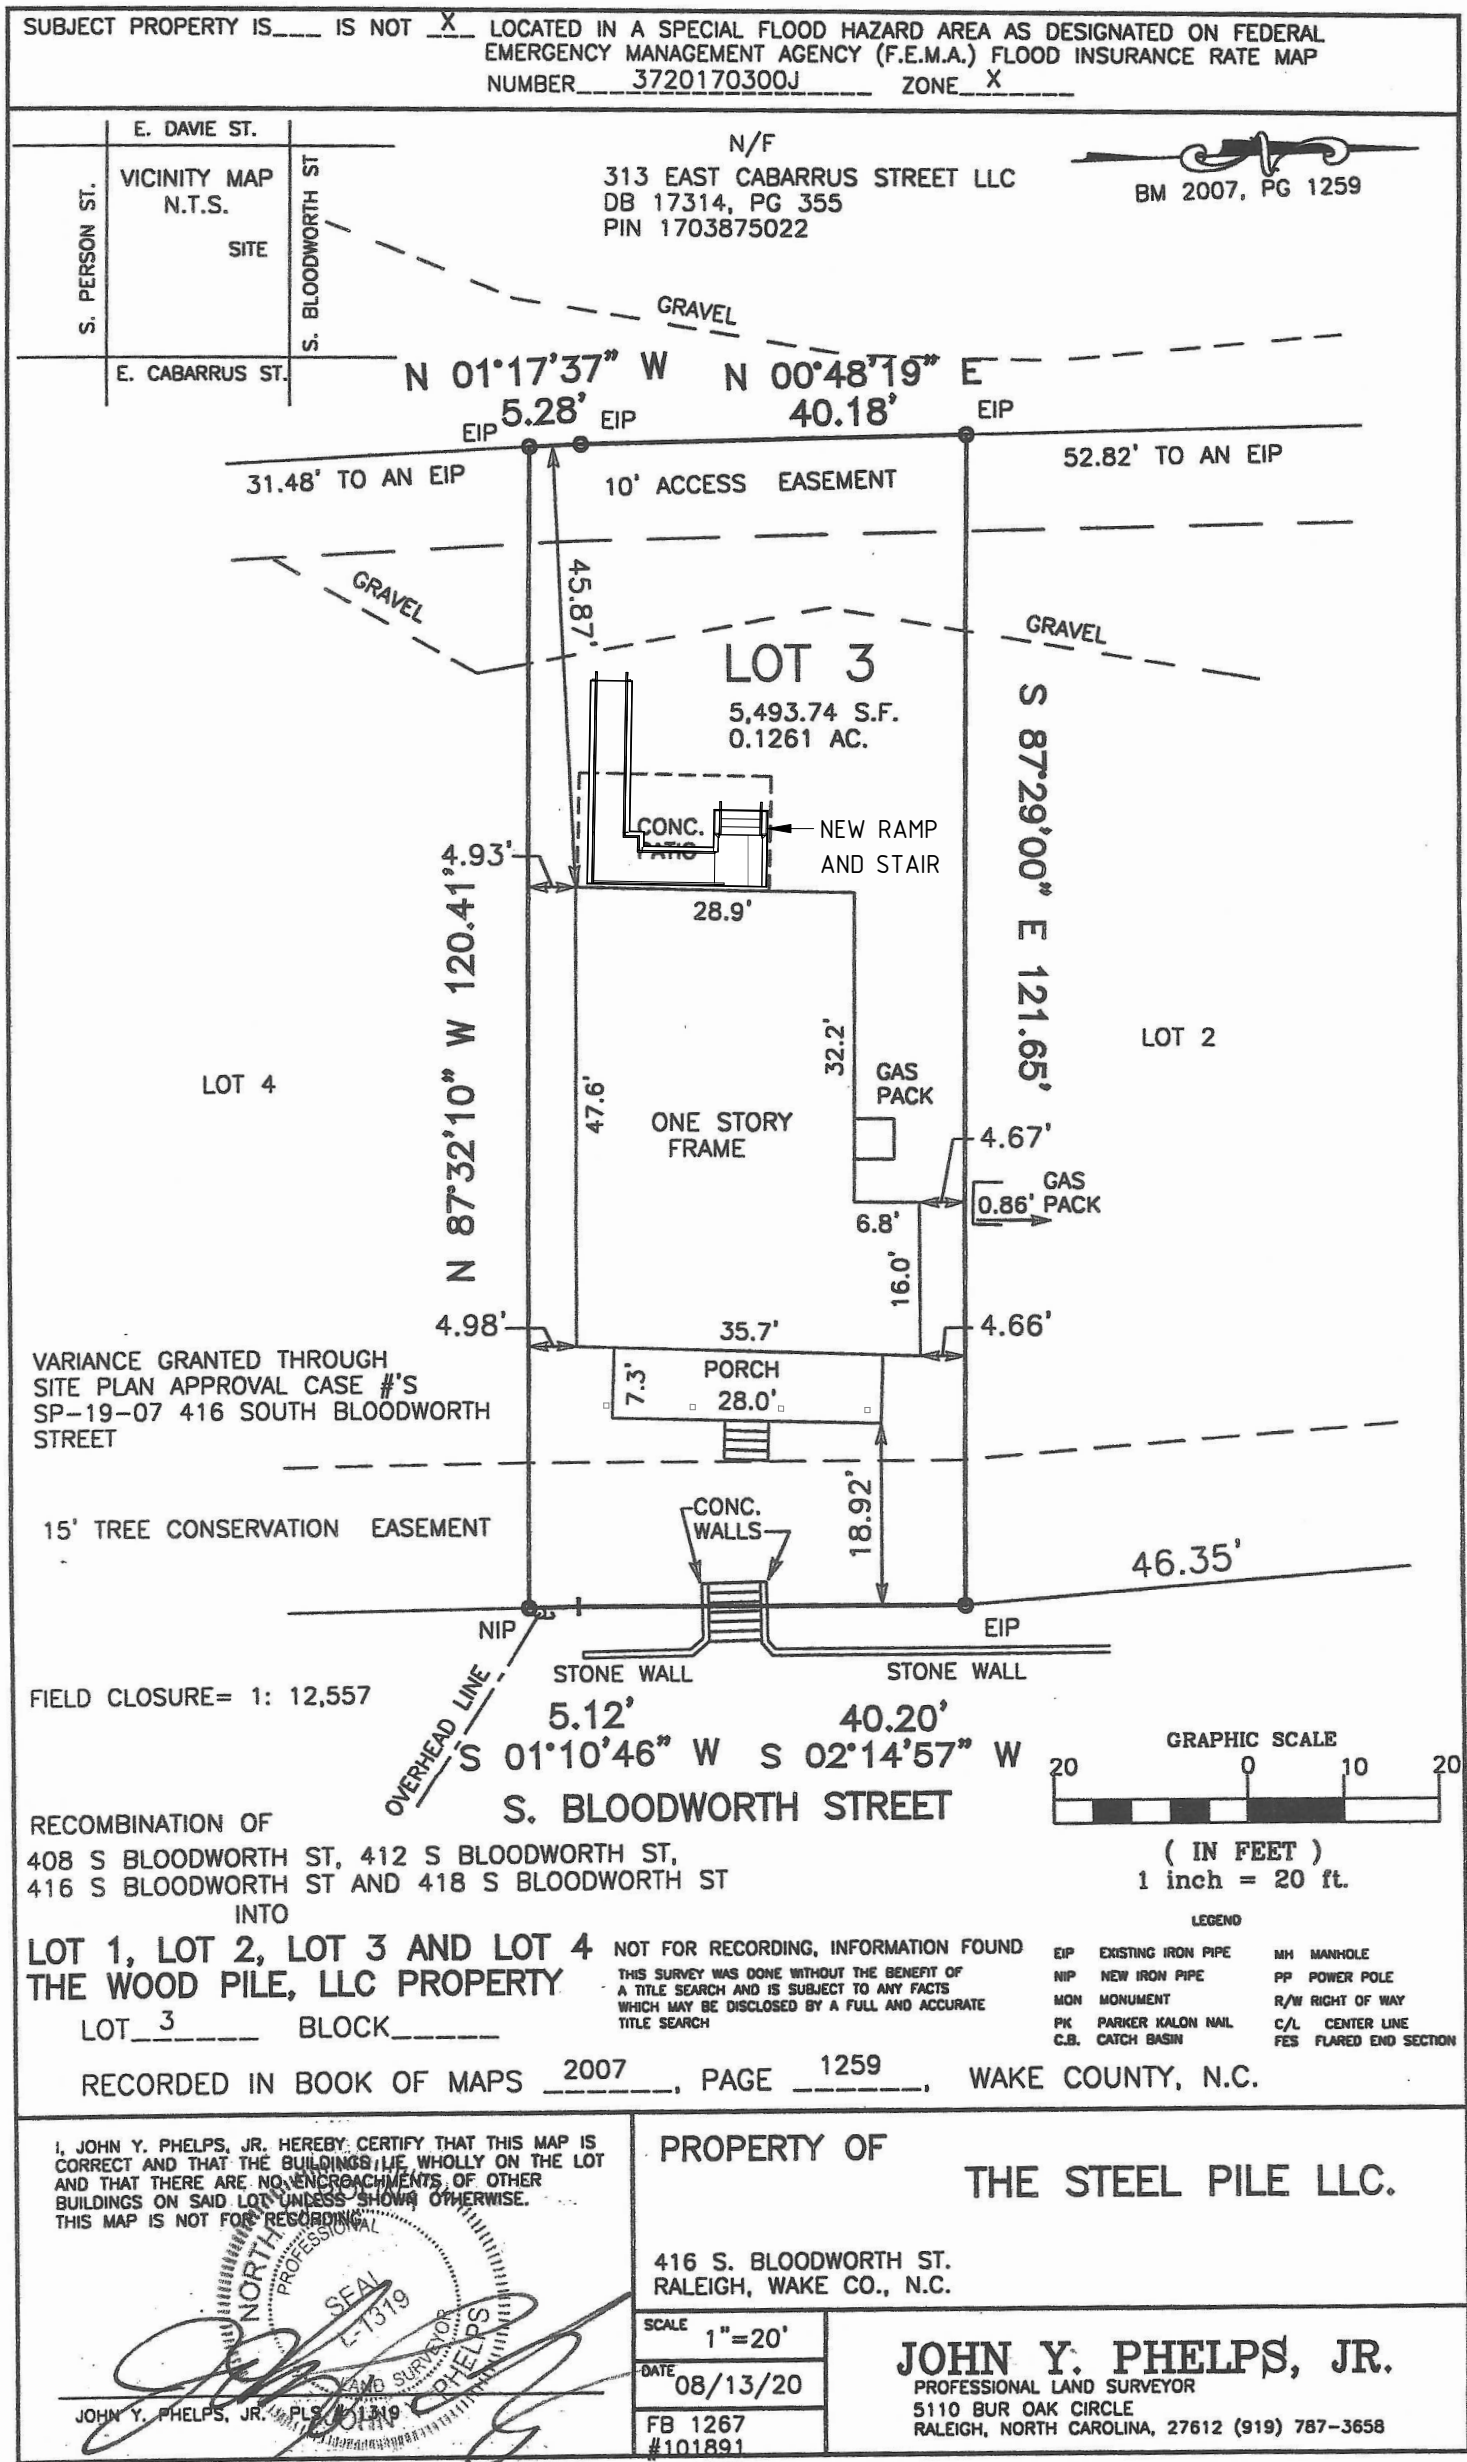 SUBJECT PROPERTY IS___ IS NOT _X_ LOCATED IN A SPECIAL FLOOD HAZARD AREA AS DESIGNATED ON FEDERAL
EMERGENCY MANAGEMENT AGENCY (F.E.M.A.) FLOOD INSURANCE RATE MAP
NUMBER____3720170300J_____ ZONE__X_____
E. DAVIE ST.
VICINITY MAP
N.T.S.
SITE
S. PERSON ST.
S. BLOODWORTH ST
E. CABARRUS ST.
N/F
313 EAST CABARRUS STREET LLC
DB 17314, PG 355
PIN 1703875022
BM 2007, PG 1259
GRAVEL
N 01°17'37" W N 00°48'19" E
5.28' 40.18'
EIP EIP EIP
31.48' TO AN EIP
10' ACCESS EASEMENT
52.82' TO AN EIP
GRAVEL
45.87'
GRAVEL
LOT 3
5,493.74 S.F.
0.1261 AC.
CONC.
PATIO
NEW RAMP
AND STAIR
4.93'
28.9'
N 87°32'10" W 120.41'
S 87°29'00" E 121.65'
LOT 4
LOT 2
47.6'
32.2'
GAS
PACK
ONE STORY
FRAME
4.67'
GAS
PACK
0.86'
6.8'
16.0'
4.98'
35.7'
4.66'
PORCH
7.3'
28.0'
VARIANCE GRANTED THROUGH
SITE PLAN APPROVAL CASE #'S
SP-19-07 416 SOUTH BLOODWORTH
STREET
15' TREE CONSERVATION EASEMENT
CONC.
WALLS
18.92'
46.35'
NIP
EIP
STONE WALL STONE WALL
OVERHEAD LINE
FIELD CLOSURE= 1: 12,557
5.12' 40.20'
S 01°10'46" W S 02°14'57" W
S. BLOODWORTH STREET
GRAPHIC SCALE
20 0 10 20
( IN FEET )
1 inch = 20 ft.
RECOMBINATION OF
408 S BLOODWORTH ST, 412 S BLOODWORTH ST,
416 S BLOODWORTH ST AND 418 S BLOODWORTH ST
INTO
LOT 1, LOT 2, LOT 3 AND LOT 4
THE WOOD PILE, LLC PROPERTY
NOT FOR RECORDING, INFORMATION FOUND
THIS SURVEY WAS DONE WITHOUT THE BENEFIT OF
A TITLE SEARCH AND IS SUBJECT TO ANY FACTS
WHICH MAY BE DISCLOSED BY A FULL AND ACCURATE
TITLE SEARCH
LEGEND
EIP EXISTING IRON PIPE MH MANHOLE
NIP NEW IRON PIPE PP POWER POLE
MON MONUMENT R/W RIGHT OF WAY
PK PARKER KALON NAIL C/L CENTER LINE
C.B. CATCH BASIN FES FLARED END SECTION
LOT__3_____ BLOCK______
RECORDED IN BOOK OF MAPS __2007___, PAGE __1259___, WAKE COUNTY, N.C.
I, JOHN Y. PHELPS, JR. HEREBY CERTIFY THAT THIS MAP IS
CORRECT AND THAT THE BUILDINGS LIE WHOLLY ON THE LOT
AND THAT THERE ARE NO ENCROACHMENTS OF OTHER
BUILDINGS ON SAID LOT UNLESS SHOWN OTHERWISE.
THIS MAP IS NOT FOR RECORDING.
NORTH CAROLINA
PROFESSIONAL
SEAL
L-1319
LAND SURVEYOR
JOHN Y. PHELPS
JOHN Y. PHELPS, JR. PLS # 1319
PROPERTY OF
THE STEEL PILE LLC.
416 S. BLOODWORTH ST.
RALEIGH, WAKE CO., N.C.
SCALE 1"=20'
DATE 08/13/20
FB 1267
#101891
JOHN Y. PHELPS, JR.
PROFESSIONAL LAND SURVEYOR
5110 BUR OAK CIRCLE
RALEIGH, NORTH CAROLINA, 27612 (919) 787-3658